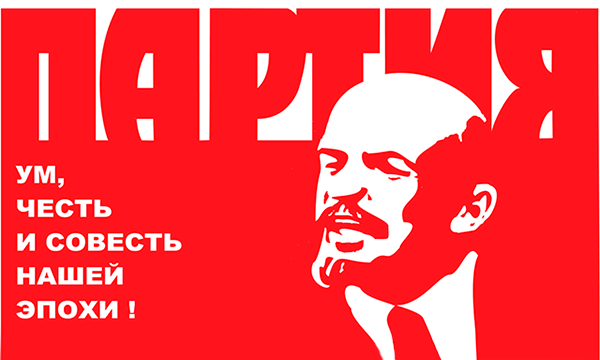 ПАРТИЯ
УМ,
ЧЕСТЬ
И СОВЕСТЬ
НАШЕЙ
ЭПОХИ !